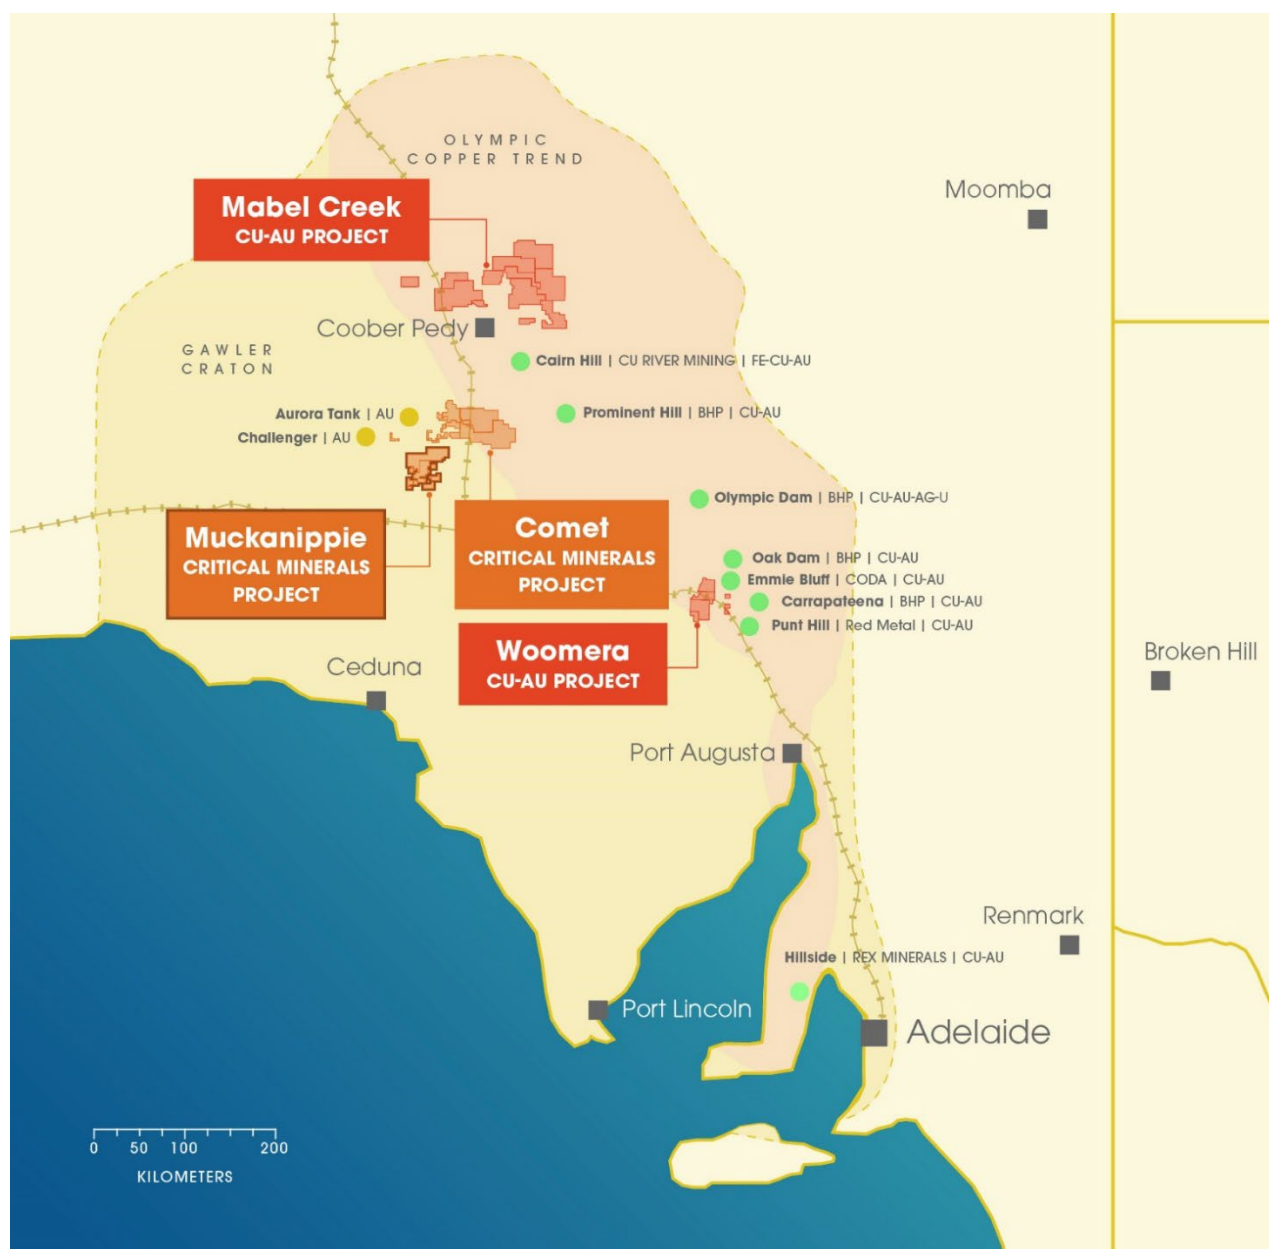 OLYMPIC
COPPER TREND
Mabel Creek
CU-AU PROJECT
Moomba
Coober Pedy
GAWLER
CRATON
Cairn Hill | CU RIVER MINING | FE-CU-AU
Aurora Tank | AU
Prominent Hill | BHP | CU-AU
Challenger | AU
Olympic Dam | BHP | CU-AU-AG-U
Muckanippie
CRITICAL MINERALS
PROJECT
Comet
CRITICAL MINERALS
PROJECT
Oak Dam | BHP | CU-AU
Emmie Bluff | CODA | CU-AU
Carrapateena | BHP | CU-AU
Punt Hill | Red Metal | CU-AU
Woomera
CU-AU PROJECT
Broken Hill
Ceduna
Port Augusta
Renmark
Hillside | REX MINERALS | CU-AU
Port Lincoln
Adelaide
0 50 100 200
KILOMETERS